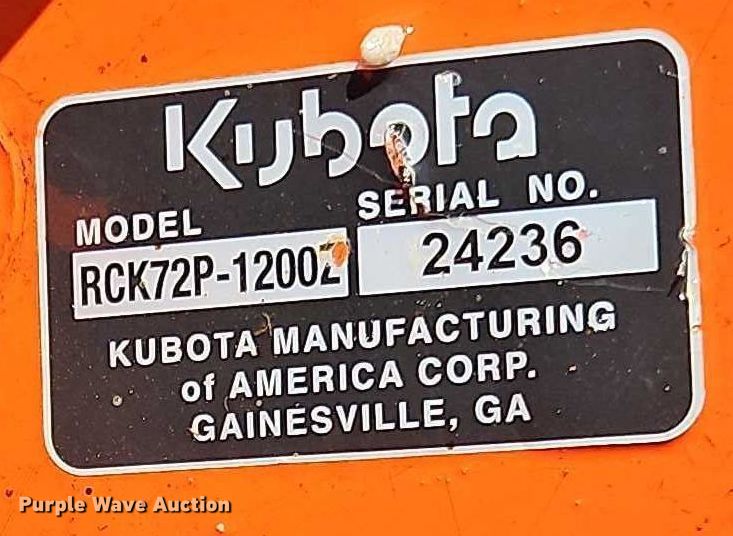 Kubota
MODEL
SERIAL NO.
RCK72P-1200Z
24236
KUBOTA MANUFACTURING
of AMERICA CORP.
GAINESVILLE, GA
Purple Wave Auction